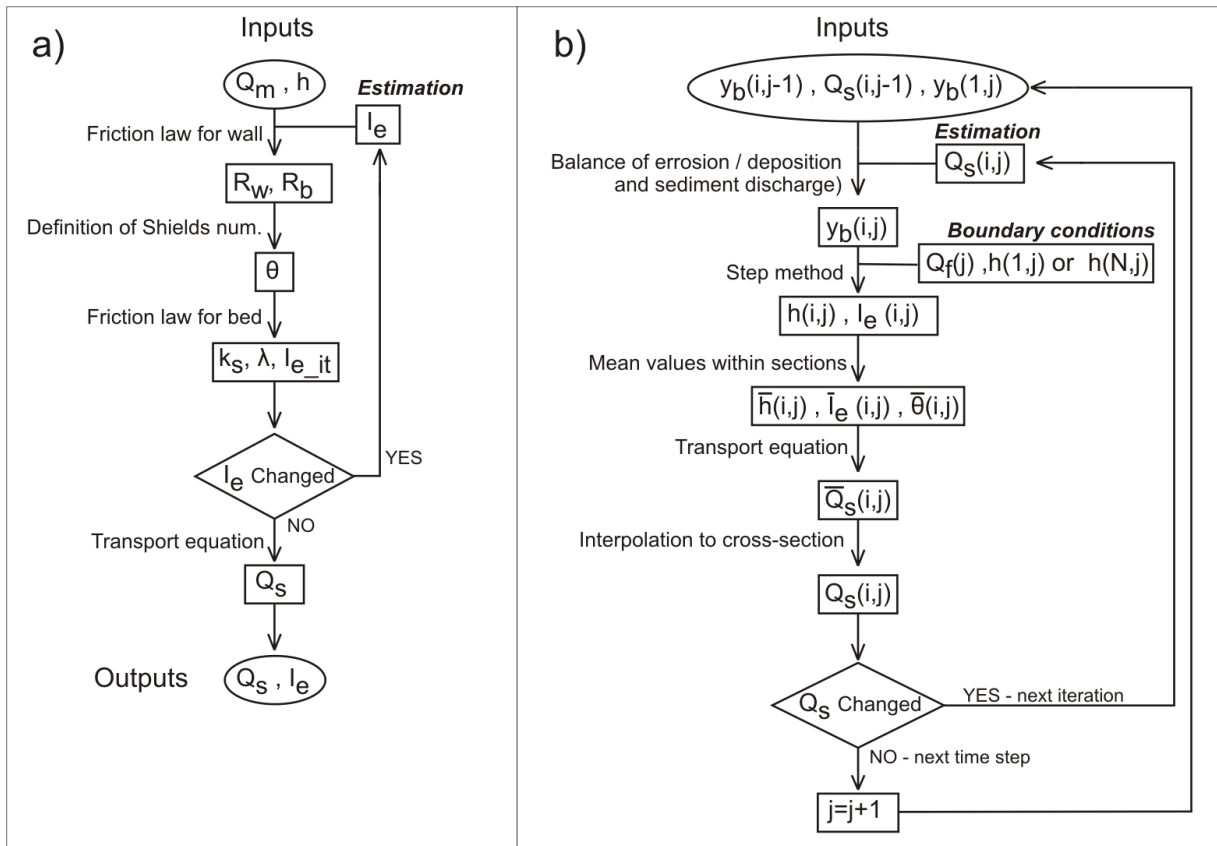 a)
Inputs
Q_m , h
Estimation
I_e
Friction law for wall
R_w, R_b
Definition of Shields num.
θ
Friction law for bed
k_s, λ, I_e_it
I_e Changed
YES
NO
Transport equation
Q_s
Outputs
Q_s , I_e
b)
Inputs
y_b(i,j-1) , Q_s(i,j-1) , y_b(1,j)
Estimation
Q_s(i,j)
Balance of errosion / deposition
and sediment discharge)
y_b(i,j)
Boundary conditions
Q_f(j) ,h(1,j) or h(N,j)
Step method
h(i,j) , I_e (i,j)
Mean values within sections
h̅(i,j) , I̅_e (i,j) , θ̅(i,j)
Transport equation
Q̅_s(i,j)
Interpolation to cross-section
Q_s(i,j)
Q_s Changed
YES - next iteration
NO - next time step
j=j+1